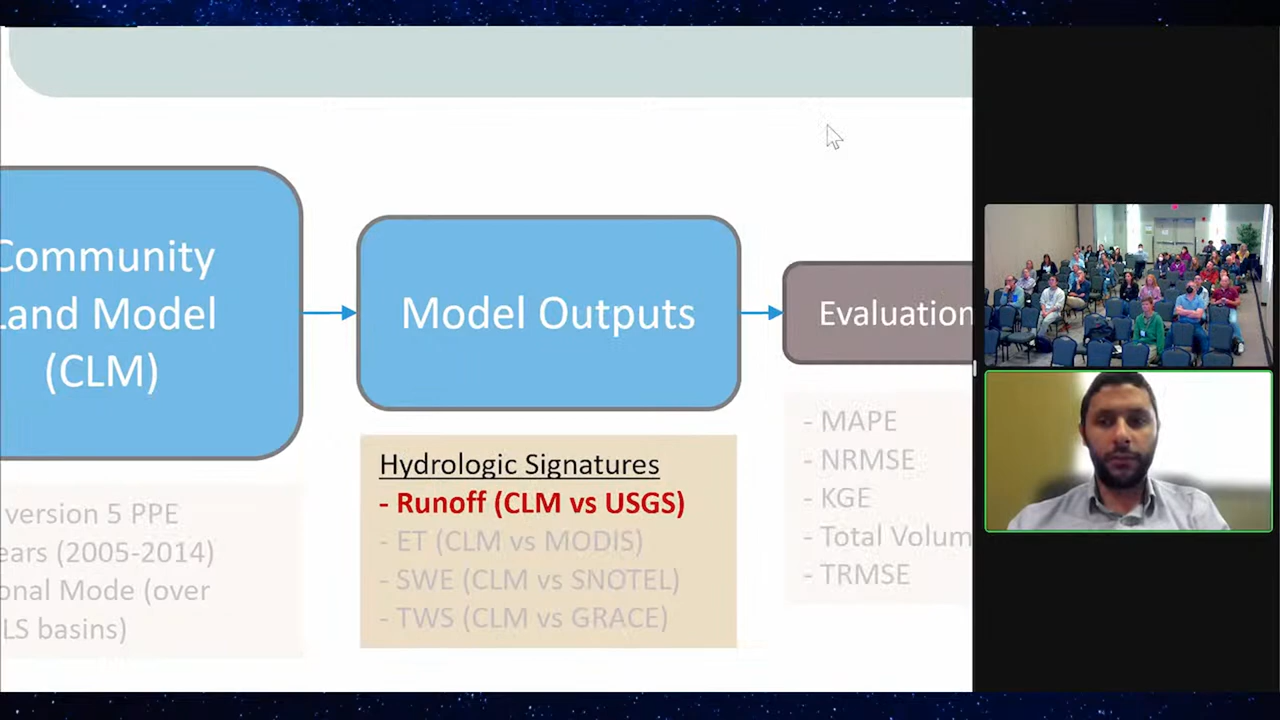 Community
Land Model
(CLM)
version 5 PPE
ears (2005-2014)
onal Mode (over
LS basins)
Model Outputs
Hydrologic Signatures
- Runoff (CLM vs USGS)
- ET (CLM vs MODIS)
- SWE (CLM vs SNOTEL)
- TWS (CLM vs GRACE)
Evaluation
- MAPE
- NRMSE
- KGE
- Total Volum
- TRMSE